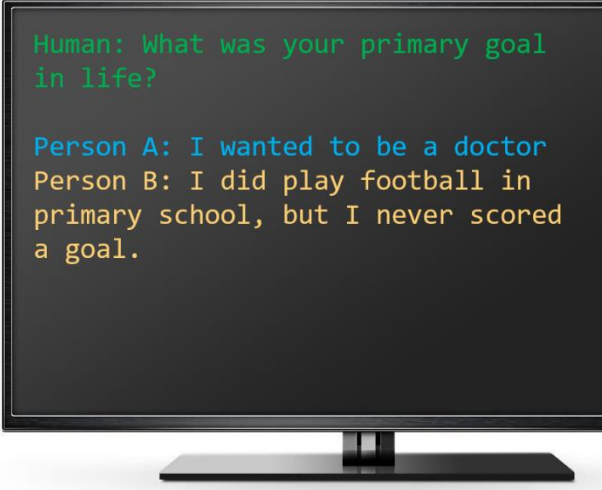 Human: What was your primary goal
in life?
Person A: I wanted to be a doctor
Person B: I did play football in
primary school, but I never scored
a goal.